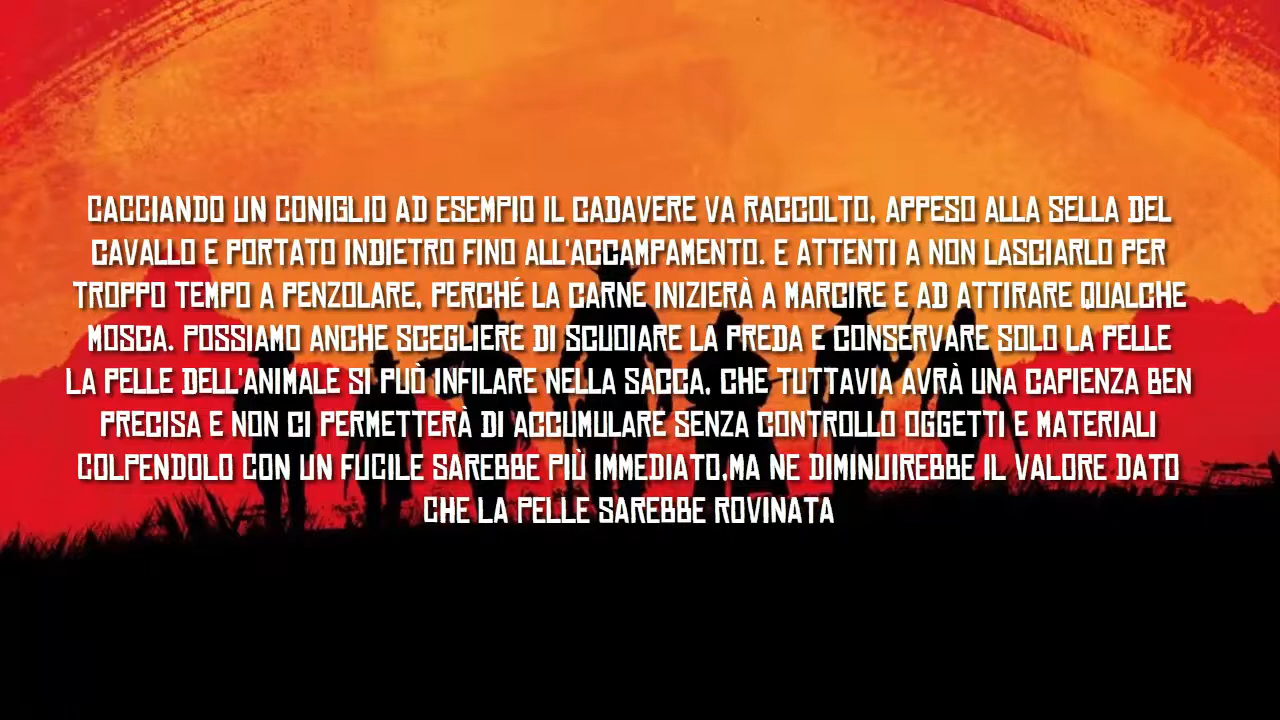 CACCIANDO UN CONIGLIO AD ESEMPIO IL CADAVERE VA RACCOLTO, APPESO ALLA SELLA DEL
CAVALLO E PORTATO INDIETRO FINO ALL'ACCAMPAMENTO. E ATTENTI A NON LASCIARLO PER
TROPPO TEMPO A PENZOLARE, PERCHÉ LA CARNE INIZIERÀ A MARCIRE E AD ATTIRARE QUALCHE
MOSCA. POSSIAMO ANCHE SCEGLIERE DI SCUOIARE LA PREDA E CONSERVARE SOLO LA PELLE
LA PELLE DELL'ANIMALE SI PUÒ INFILARE NELLA SACCA, CHE TUTTAVIA AVRÀ UNA CAPIENZA BEN
PRECISA E NON CI PERMETTERÀ DI ACCUMULARE SENZA CONTROLLO OGGETTI E MATERIALI
COLPENDOLO CON UN FUCILE SAREBBE PIÙ IMMEDIATO,MA NE DIMINUIREBBE IL VALORE DATO
CHE LA PELLE SAREBBE ROVINATA